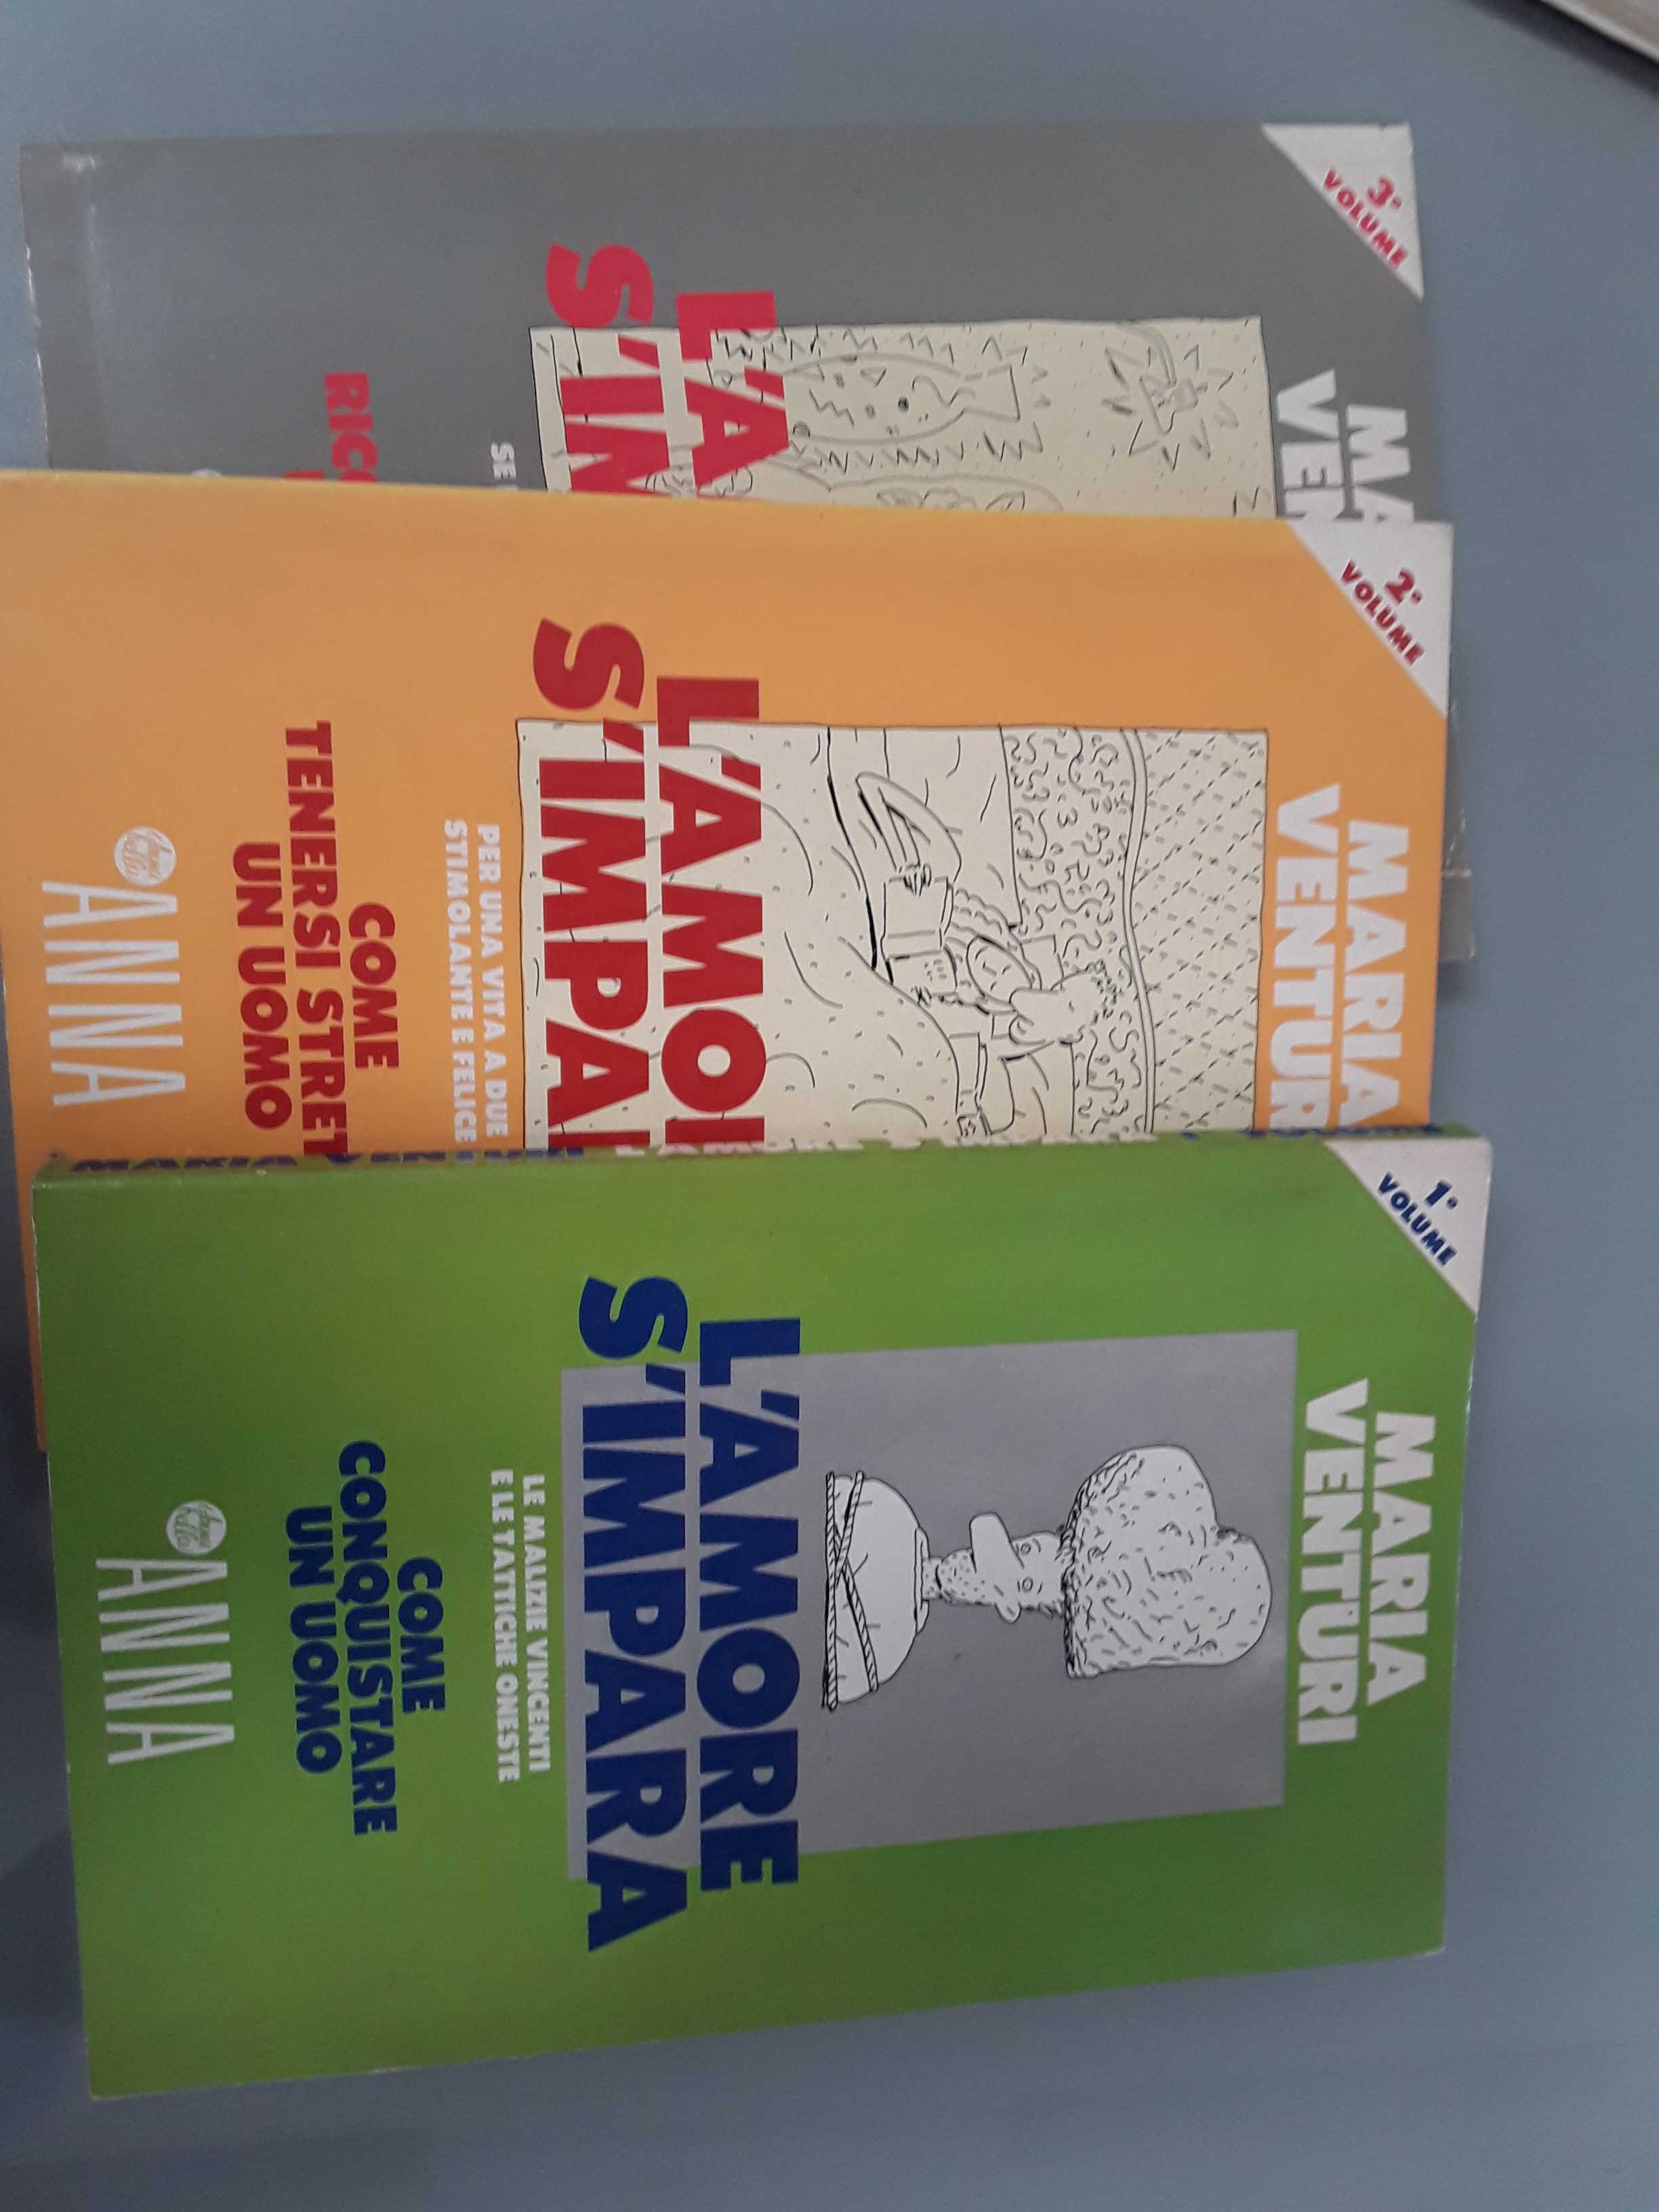 1°
VOLUME
MARIA
VENTURI
L'AMORE
S'IMPARA
LE MALIZIE VINCENTI
E LE TATTICHE ONESTE
COME
CONQUISTARE
UN UOMO
ANNA
2°
VOLUME
MARIA
VENTUR
L'AMO
S'IMPA
PER UNA VITA A DUE
STIMOLANTE E FELICE
COME
TENERSI STRET
UN UOMO
ANNA
3°
VOLUME
MA
VEN
L'A
S'IM
SE
RIC